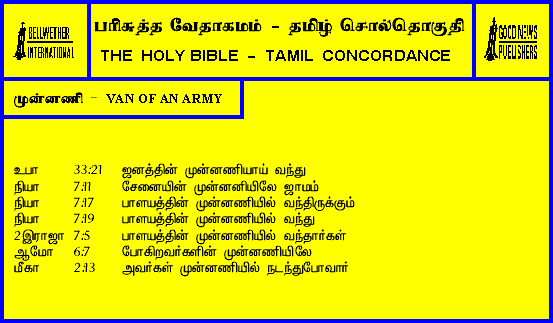 BELLWETHER
INTERNATIONAL
பரிசுத்த வேதாகமம் - தமிழ் சொல்தொகுதி
THE HOLY BIBLE - TAMIL CONCORDANCE
GOOD NEWS
PUBLISHERS
முன்னணி - VAN OF AN ARMY
உபா 33:21 ஜனத்தின் முன்னணியாய் வந்து
நியா 7:11 சேனையின் முன்னனியிலே ஜாமம்
நியா 7:17 பாளயத்தின் முன்னணியில் வந்திருக்கும்
நியா 7:19 பாளயத்தின் முன்னணியில் வந்து
2இராஜா 7:5 பாளயத்தின் முன்னணியில் வந்தார்கள்
ஆமோ 6:7 போகிறவர்களின் முன்னணியிலே
மீகா 2:13 அவர்கள் முன்னணியில் நடந்துபோவார்